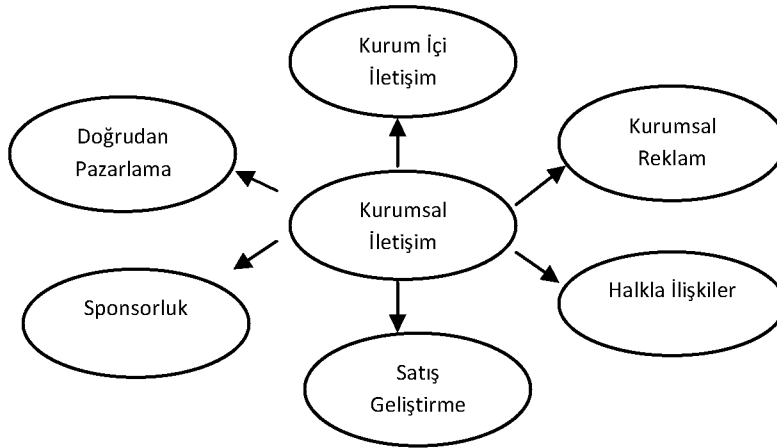 Kurum İçi
İletişim
Doğrudan
Pazarlama
Kurumsal
Reklam
Kurumsal
İletişim
Sponsorluk
Halkla İlişkiler
Satış
Geliştirme